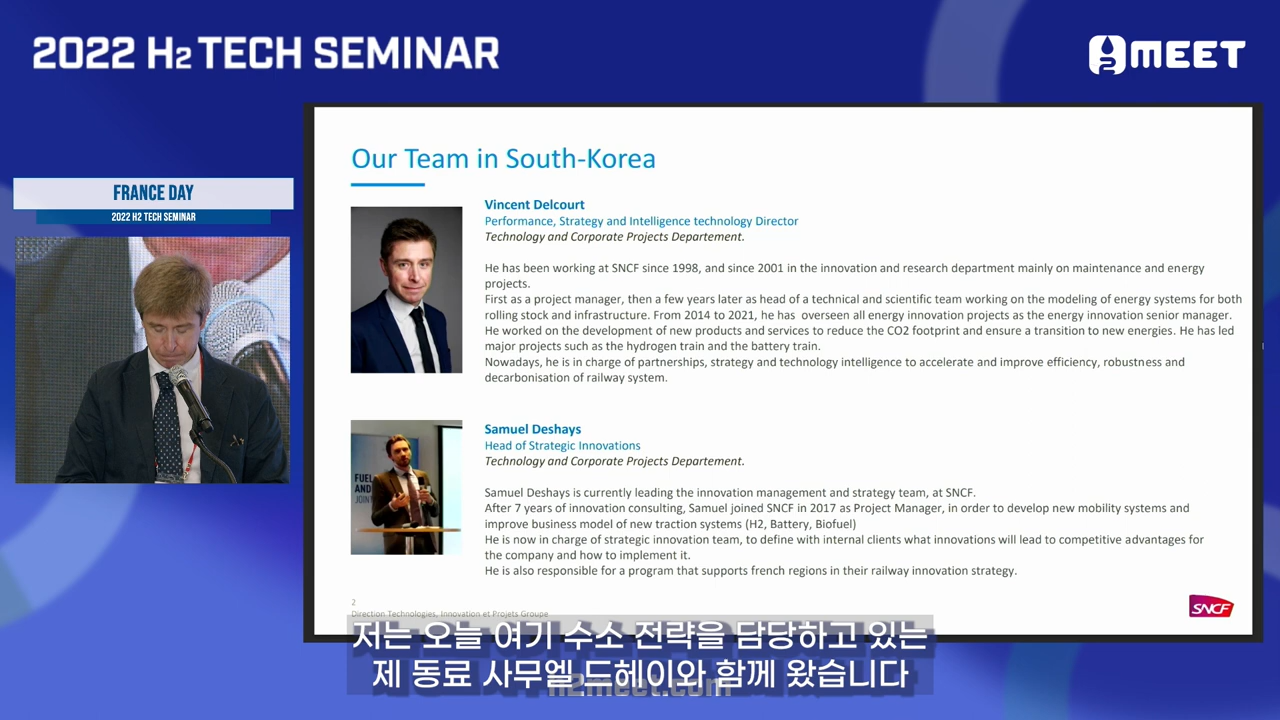 2022 H2 TECH SEMINAR
H2 MEET
FRANCE DAY
2022 H2 TECH SEMINAR
Our Team in South-Korea
Vincent Delcourt
Performance, Strategy and Intelligence technology Director
Technology and Corporate Projects Departement.
He has been working at SNCF since 1998, and since 2001 in the innovation and research department mainly on maintenance and energy
projects.
First as a project manager, then a few years later as head of a technical and scientific team working on the modeling of energy systems for both
rolling stock and infrastructure. From 2014 to 2021, he has overseen all energy innovation projects as the energy innovation senior manager.
He worked on the development of new products and services to reduce the CO2 footprint and ensure a transition to new energies. He has led
major projects such as the hydrogen train and the battery train.
Nowadays, he is in charge of partnerships, strategy and technology intelligence to accelerate and improve efficiency, robustness and
decarbonisation of railway system.
FUEL
AND
JOIN
Samuel Deshays
Head of Strategic Innovations
Technology and Corporate Projects Departement.
Samuel Deshays is currently leading the innovation management and strategy team, at SNCF.
After 7 years of innovation consulting, Samuel joined SNCF in 2017 as Project Manager, in order to develop new mobility systems and
improve business model of new traction systems (H2, Battery, Biofuel)
He is now in charge of strategic innovation team, to define with internal clients what innovations will lead to competitive advantages for
the company and how to implement it.
He is also responsible for a program that supports french regions in their railway innovation strategy.
2
Direction Technologies, Innovation et Projets Groupe
SNCF
저는 오늘 여기 수소 전략을 담당하고 있는
제 동료 사무엘 드헤이와 함께 왔습니다
h2meet.com